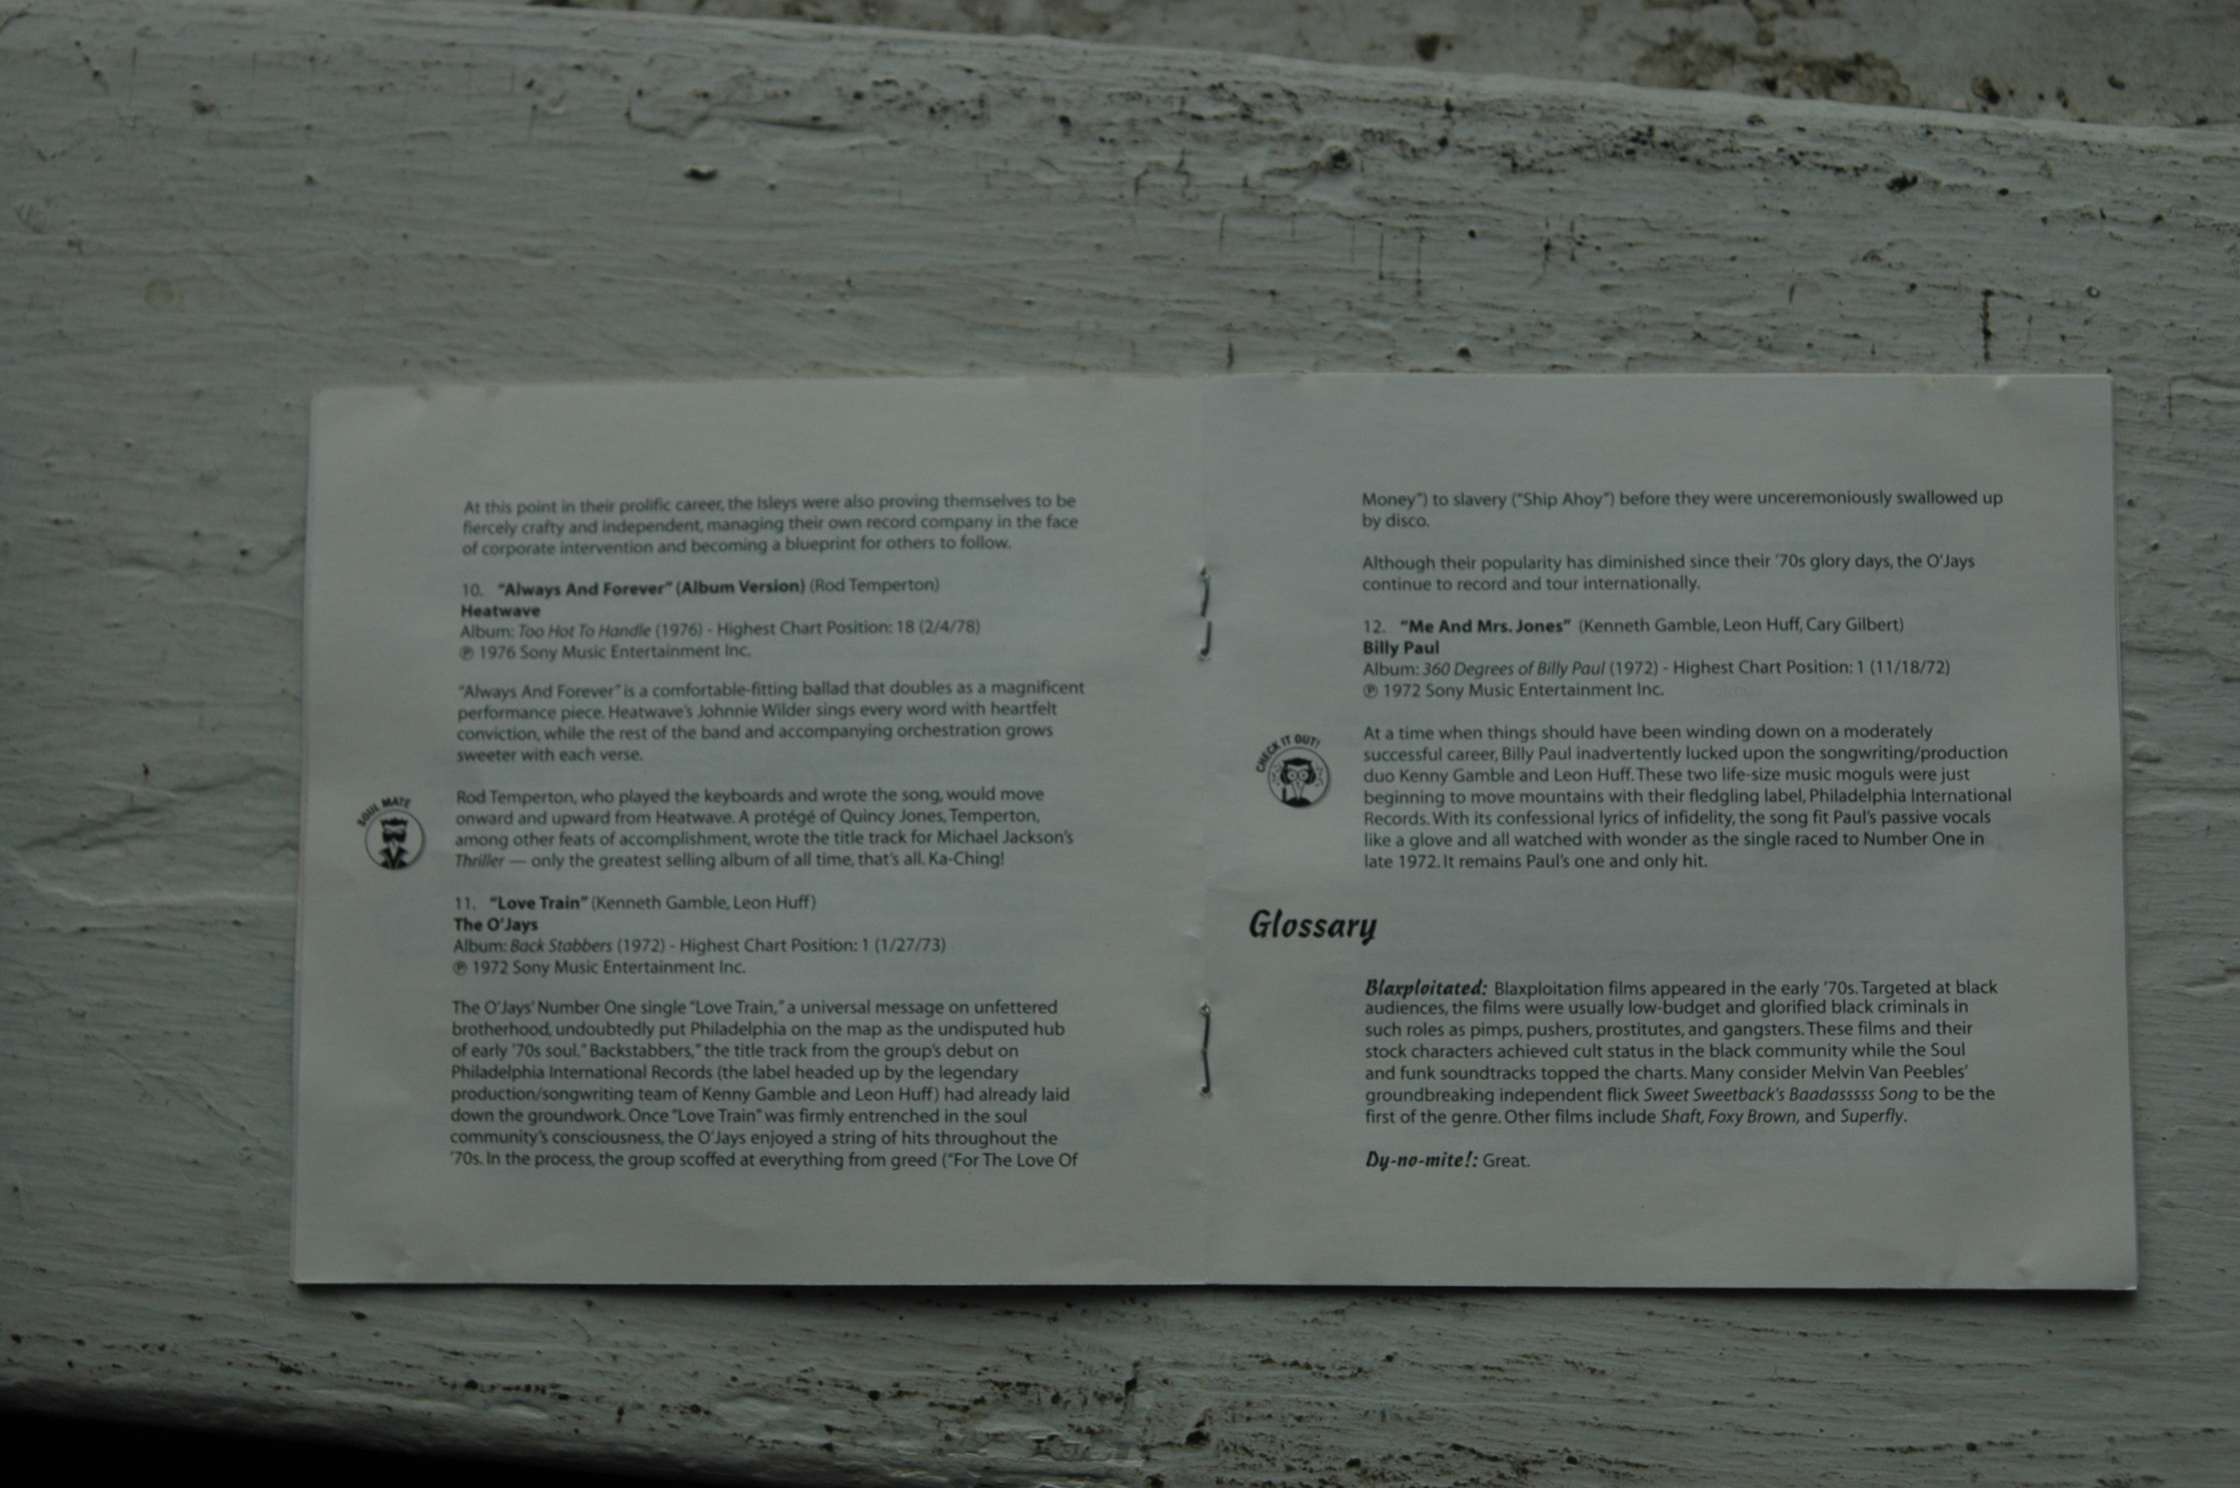 At this point in their prolific career, the Isleys were also proving themselves to be
fiercely crafty and independent, managing their own record company in the face
of corporate intervention and becoming a blueprint for others to follow.
10. "Always And Forever" (Album Version) (Rod Temperton)
Heatwave
Album: Too Hot To Handle (1976) - Highest Chart Position: 18 (2/4/78)
℗ 1976 Sony Music Entertainment Inc.
"Always And Forever" is a comfortable-fitting ballad that doubles as a magnificent
performance piece. Heatwave's Johnnie Wilder sings every word with heartfelt
conviction, while the rest of the band and accompanying orchestration grows
sweeter with each verse.
SOUL MATE
Rod Temperton, who played the keyboards and wrote the song, would move
onward and upward from Heatwave. A protégé of Quincy Jones, Temperton,
among other feats of accomplishment, wrote the title track for Michael Jackson's
Thriller — only the greatest selling album of all time, that's all. Ka-Ching!
11. "Love Train" (Kenneth Gamble, Leon Huff)
The O'Jays
Album: Back Stabbers (1972) - Highest Chart Position: 1 (1/27/73)
℗ 1972 Sony Music Entertainment Inc.
The O'Jays' Number One single "Love Train," a universal message on unfettered
brotherhood, undoubtedly put Philadelphia on the map as the undisputed hub
of early '70s soul. "Backstabbers," the title track from the group's debut on
Philadelphia International Records (the label headed up by the legendary
production/songwriting team of Kenny Gamble and Leon Huff) had already laid
down the groundwork. Once "Love Train" was firmly entrenched in the soul
community's consciousness, the O'Jays enjoyed a string of hits throughout the
'70s. In the process, the group scoffed at everything from greed ("For The Love Of
Money") to slavery ("Ship Ahoy") before they were unceremoniously swallowed up
by disco.
Although their popularity has diminished since their '70s glory days, the O'Jays
continue to record and tour internationally.
12. "Me And Mrs. Jones" (Kenneth Gamble, Leon Huff, Cary Gilbert)
Billy Paul
Album: 360 Degrees of Billy Paul (1972) - Highest Chart Position: 1 (11/18/72)
℗ 1972 Sony Music Entertainment Inc.
CHECK IT OUT!
At a time when things should have been winding down on a moderately
successful career, Billy Paul inadvertently lucked upon the songwriting/production
duo Kenny Gamble and Leon Huff. These two life-size music moguls were just
beginning to move mountains with their fledgling label, Philadelphia International
Records. With its confessional lyrics of infidelity, the song fit Paul's passive vocals
like a glove and all watched with wonder as the single raced to Number One in
late 1972. It remains Paul's one and only hit.
Glossary
Blaxploitated: Blaxploitation films appeared in the early '70s. Targeted at black
audiences, the films were usually low-budget and glorified black criminals in
such roles as pimps, pushers, prostitutes, and gangsters. These films and their
stock characters achieved cult status in the black community while the Soul
and funk soundtracks topped the charts. Many consider Melvin Van Peebles'
groundbreaking independent flick Sweet Sweetback's Baadasssss Song to be the
first of the genre. Other films include Shaft, Foxy Brown, and Superfly.
Dy-no-mite!: Great.